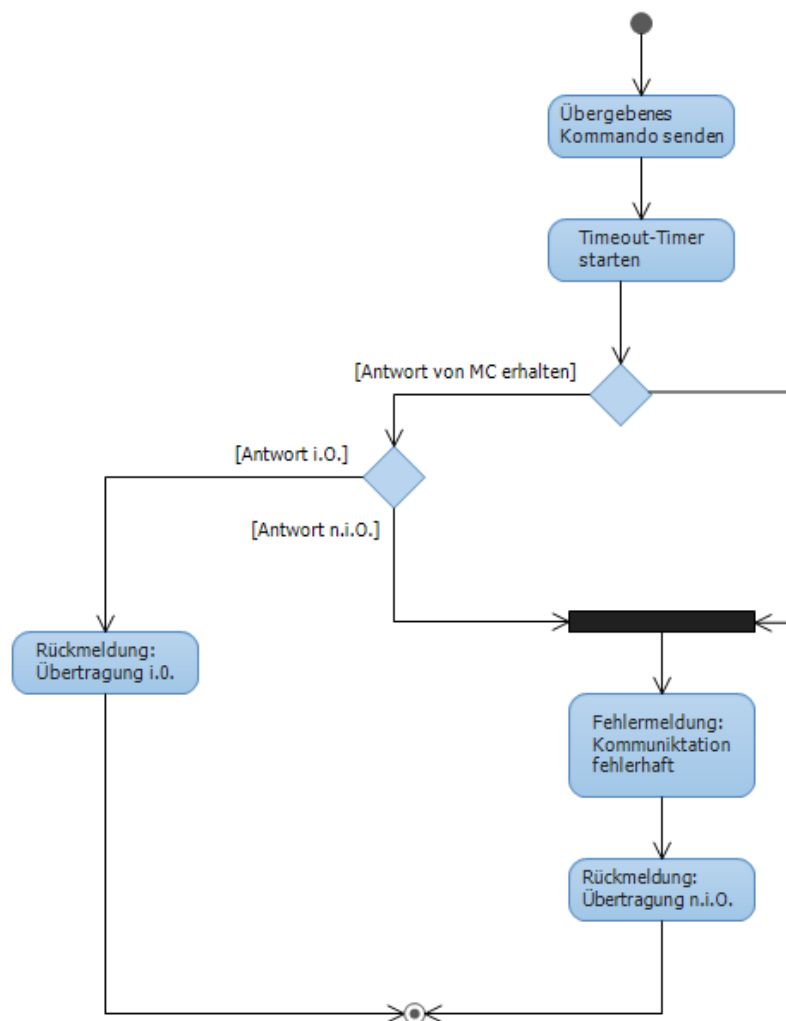 Übergebenes
Kommando senden
Timeout-Timer
starten
[Antwort von MC erhalten]
[Antwort i.O.]
[Antwort n.i.O.]
Rückmeldung:
Übertragung i.0.
Fehlermeldung:
Kommuniktation
fehlerhaft
Rückmeldung:
Übertragung n.i.O.